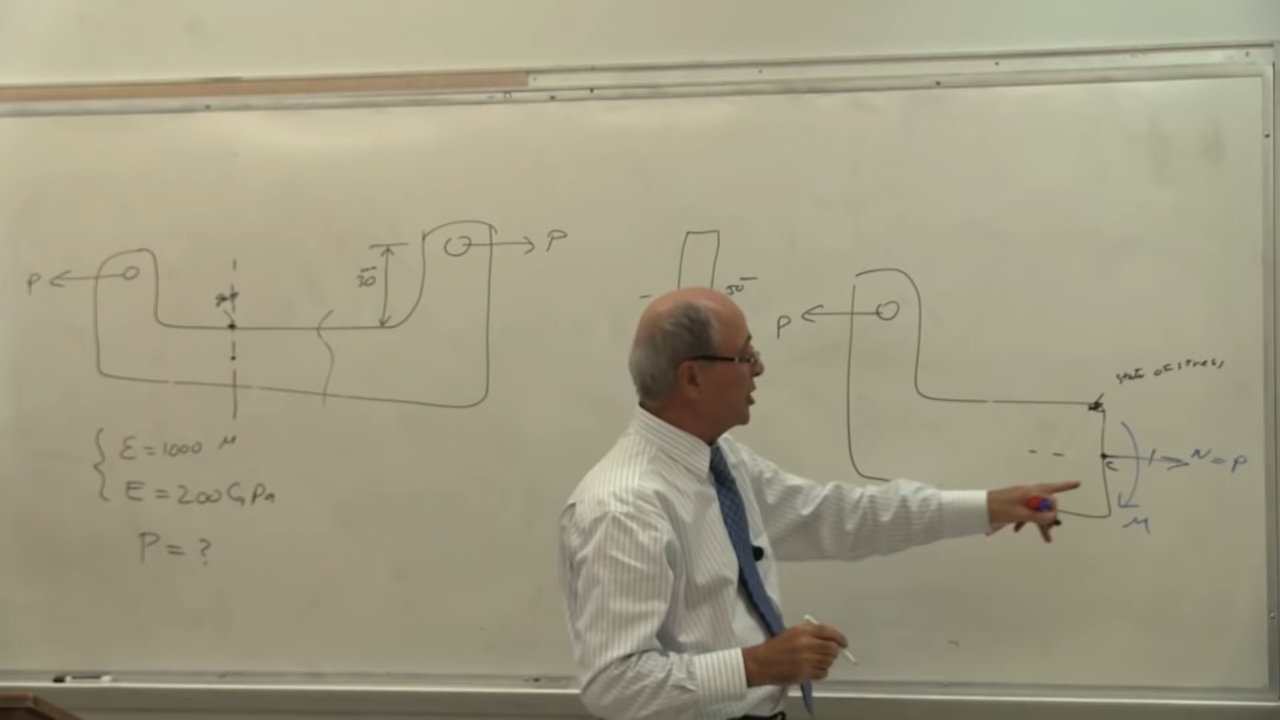 P
30
P
ε = 1000 μ
E = 200 GPa
P = ?
50
P
state of stress
C
N = P
M